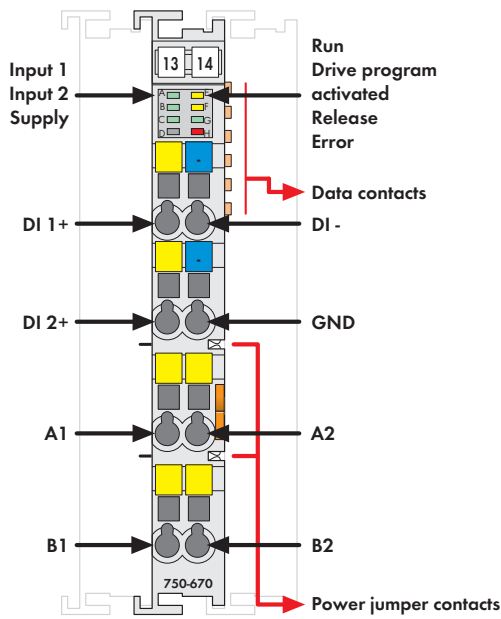 13 14
Input 1
Input 2
Supply
Run
Drive program
activated
Release
Error
A E
B F
C G
D H
- 
Data contacts
DI 1+
DI -
-
DI 2+
GND
A1
A2
B1
B2
750-670
Power jumper contacts